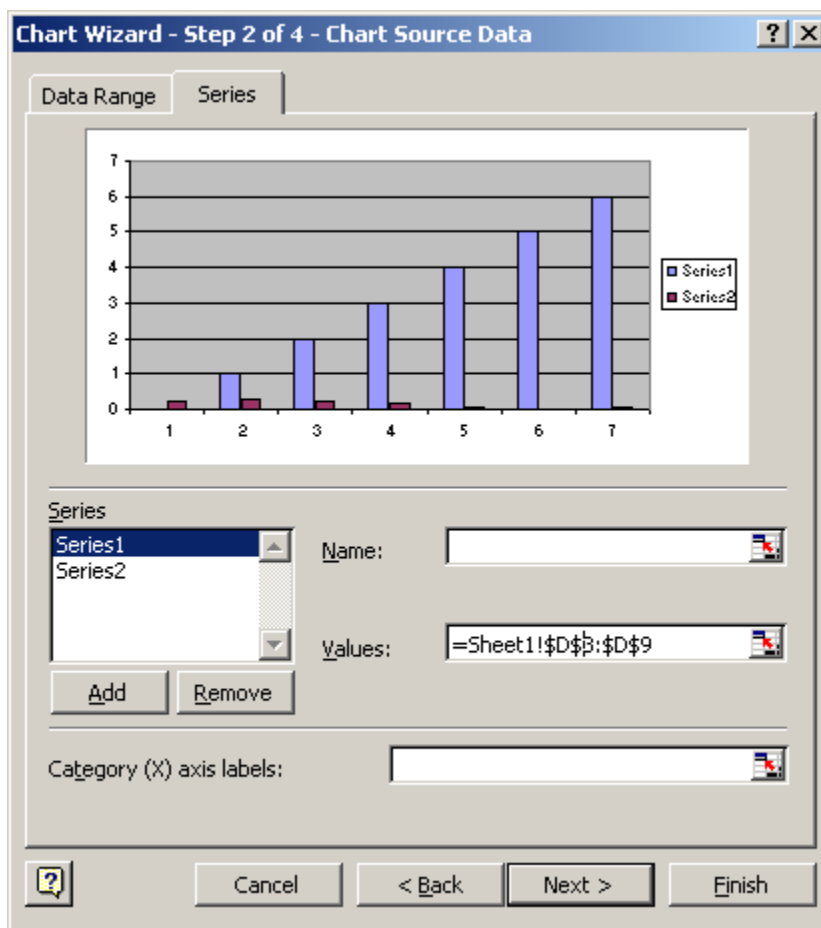 Chart Wizard - Step 2 of 4 - Chart Source Data
Data Range Series
7
6
5
4
3
2
1
0
1 2 3 4 5 6 7
Series1
Series2
Series
Series1
Series2
Name:
Values: =Sheet1!$D$3:$D$9
Add Remove
Category (X) axis labels:
Cancel < Back Next > Finish